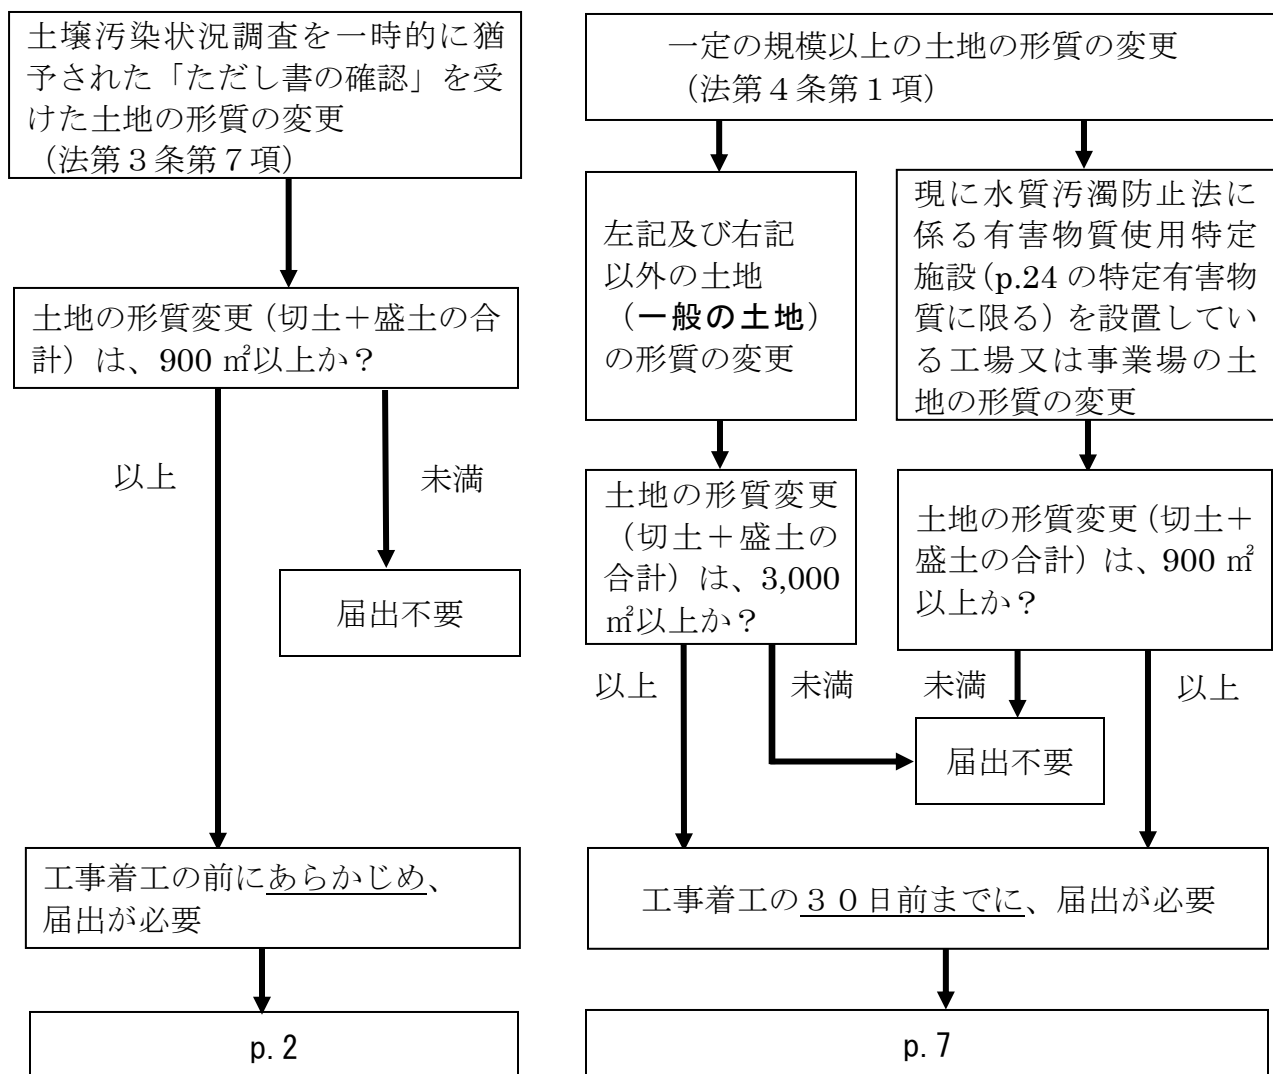 土壌汚染状況調査を一時的に猶
予された「ただし書の確認」を受
けた土地の形質の変更
（法第３条第７項）
土地の形質変更（切土＋盛土の合
計）は、900 ㎡以上か？
以上
未満
届出不要
工事着工の前にあらかじめ、
届出が必要
p.2
一定の規模以上の土地の形質の変更
（法第４条第１項）
左記及び右記
以外の土地
（一般の土地）
の形質の変更
現に水質汚濁防止法に
係る有害物質使用特定
施設(p.24 の特定有害物
質に限る）を設置してい
る工場又は事業場の土
地の形質の変更
土地の形質変更
（切土＋盛土の
合計）は、3,000
㎡以上か？
土地の形質変更（切土＋
盛土の合計）は、900 ㎡
以上か？
以上
未満
未満
以上
届出不要
工事着工の３０日前までに、届出が必要
p.7